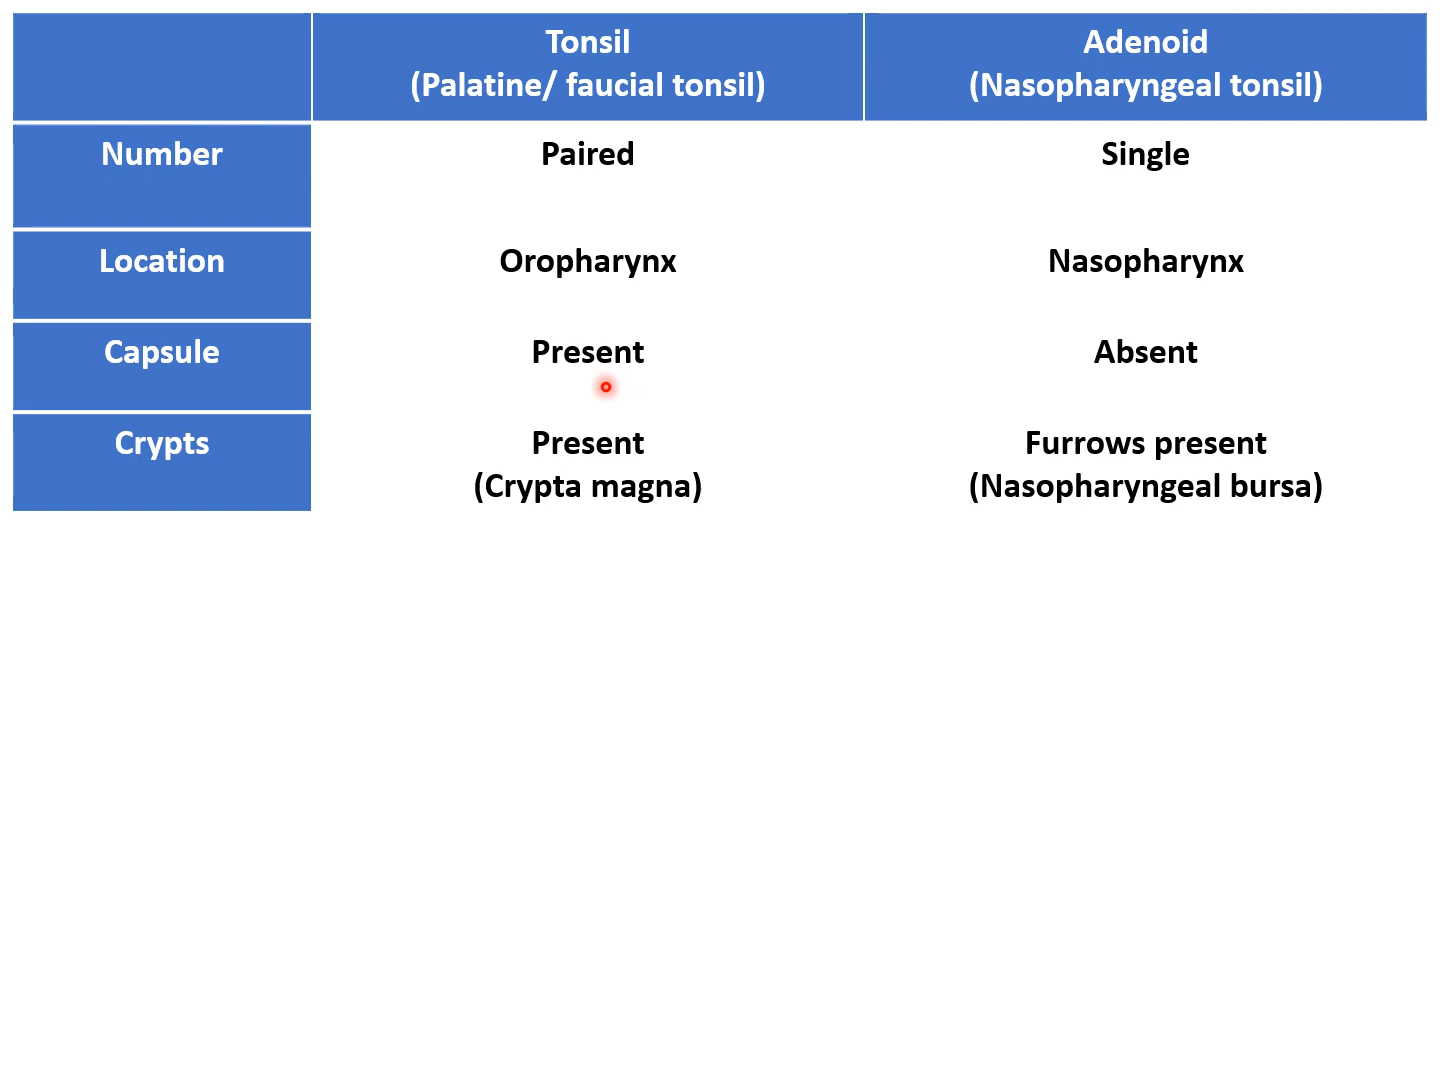 Tonsil
(Palatine/ faucial tonsil)
Adenoid
(Nasopharyngeal tonsil)
Number
Paired
Single
Location
Oropharynx
Nasopharynx
Capsule
Present
Absent
Crypts
Present
(Crypta magna)
Furrows present
(Nasopharyngeal bursa)